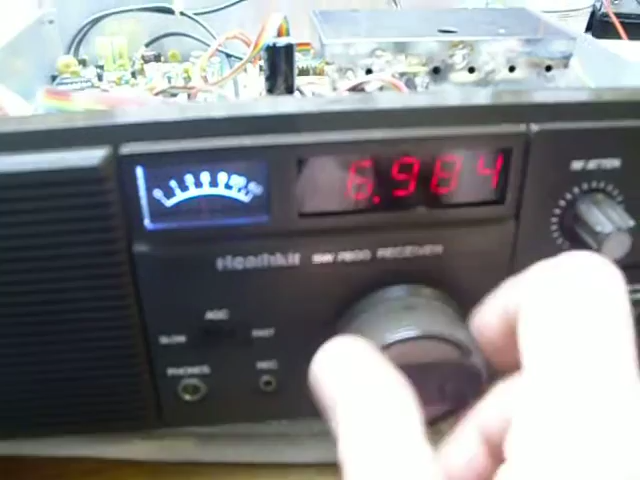 6.984
RF ATTEN
Heathkit SW 7800 RECEIVER
AGC
SLOW FAST
PHONES REC